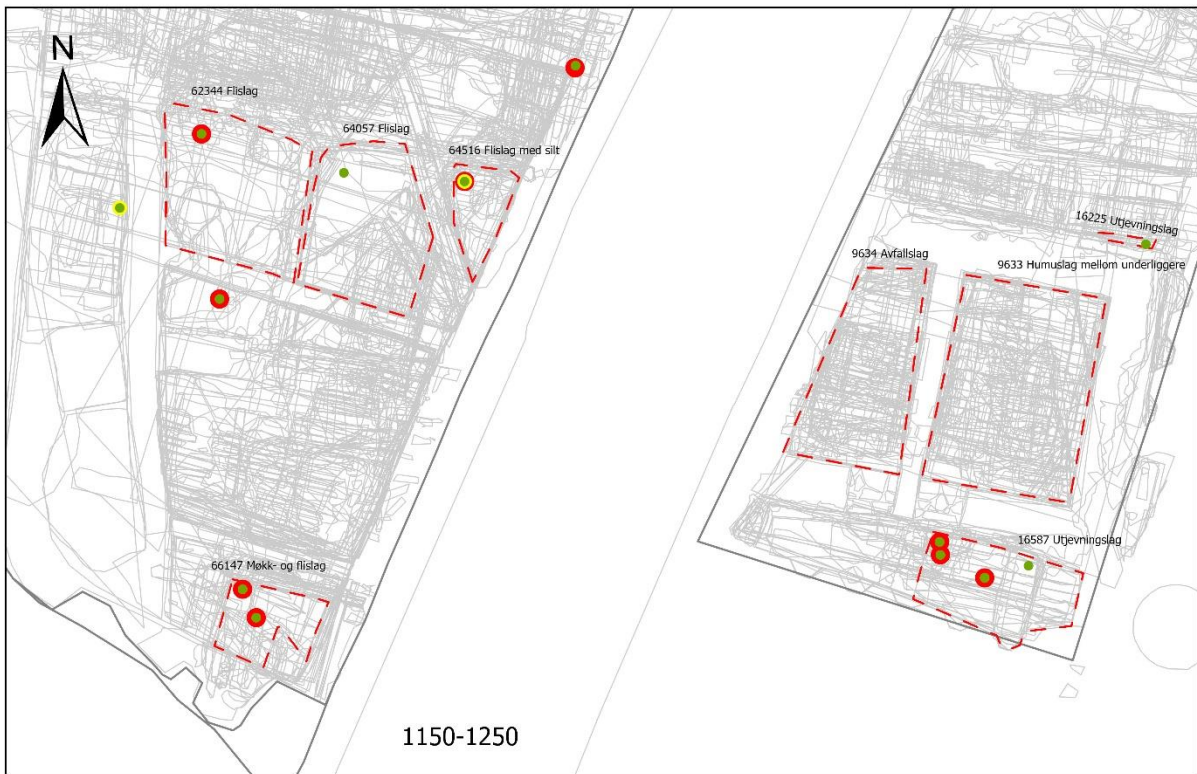 N
62344 Flislag
64057 Flislag
64516 Flislag med silt
16225 Utjevningslag
9634 Avfallslag
9633 Humuslag mellom underliggere
16587 Utjevningslag
66147 Møkk- og flislag
1150-1250